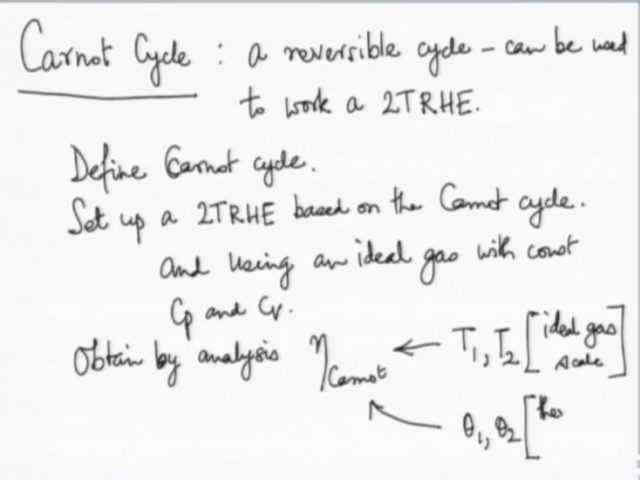 Carnot Cycle : a reversible cycle – can be used
to work a 2TRHE.
Define Carnot cycle.
Set up a 2TRHE based on the Carnot cycle.
and using an ideal gas with const
Cp and Cv.
Obtain by analysis η Carnot ← T1, T2 [ideal gas
scale]
θ1, θ2 [the